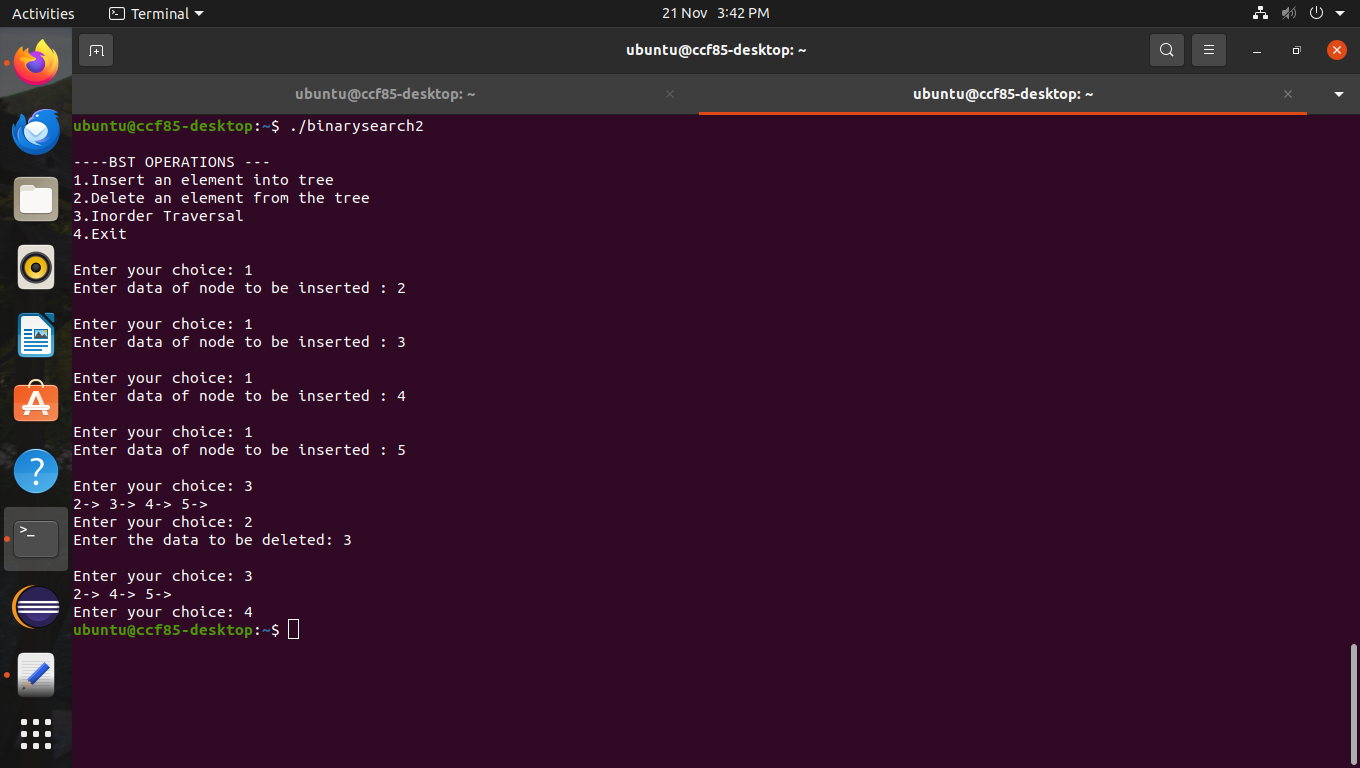 Activities
Terminal
21 Nov 3:42 PM
ubuntu@ccf85-desktop: ~
ubuntu@ccf85-desktop: ~
ubuntu@ccf85-desktop: ~
ubuntu@ccf85-desktop:~$ ./binarysearch2
----BST OPERATIONS ---
1.Insert an element into tree
2.Delete an element from the tree
3.Inorder Traversal
4.Exit
Enter your choice: 1
Enter data of node to be inserted : 2
Enter your choice: 1
Enter data of node to be inserted : 3
Enter your choice: 1
Enter data of node to be inserted : 4
Enter your choice: 1
Enter data of node to be inserted : 5
Enter your choice: 3
2-> 3-> 4-> 5->
Enter your choice: 2
Enter the data to be deleted: 3
Enter your choice: 3
2-> 4-> 5->
Enter your choice: 4
ubuntu@ccf85-desktop:~$